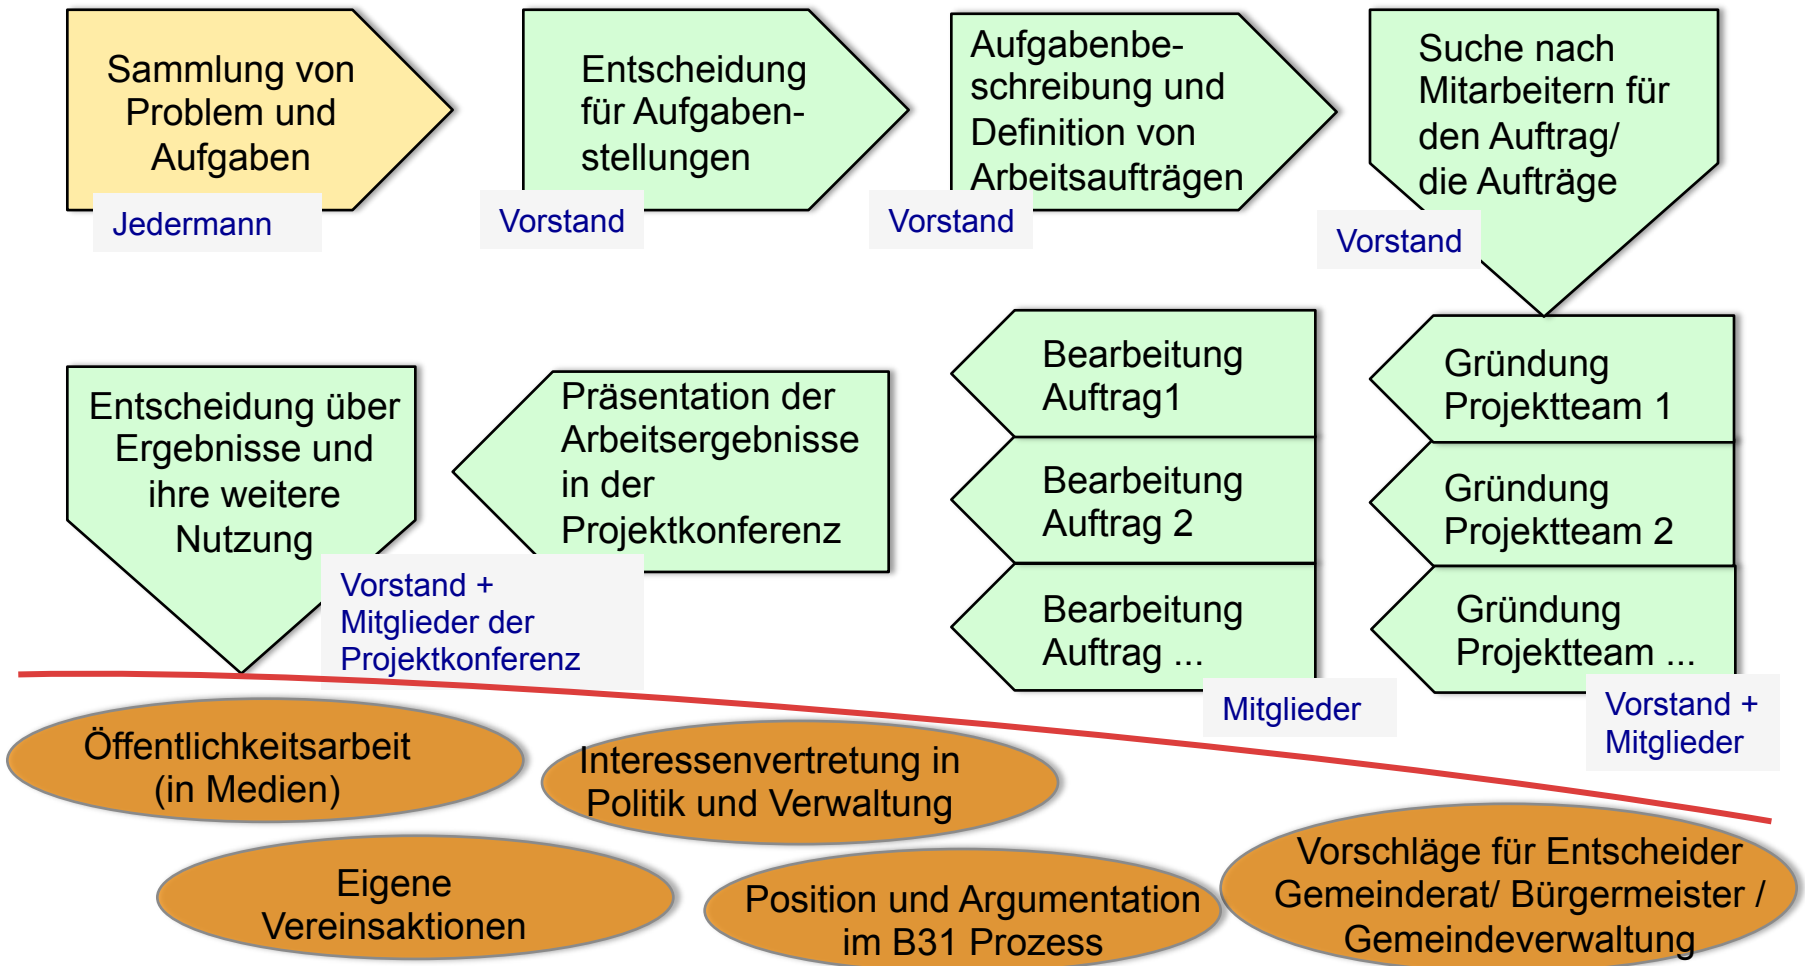 Sammlung von
Problem und
Aufgaben
Jedermann
Entscheidung
für Aufgaben-
stellungen
Vorstand
Aufgabenbe-
schreibung und
Definition von
Arbeitsaufträgen
Vorstand
Suche nach
Mitarbeitern für
den Auftrag/
die Aufträge
Vorstand
Gründung
Projektteam 1
Gründung
Projektteam 2
Gründung
Projektteam ...
Vorstand +
Mitglieder
Bearbeitung
Auftrag1
Bearbeitung
Auftrag 2
Bearbeitung
Auftrag ...
Mitglieder
Präsentation der
Arbeitsergebnisse
in der
Projektkonferenz
Entscheidung über
Ergebnisse und
ihre weitere
Nutzung
Vorstand +
Mitglieder der
Projektkonferenz
Öffentlichkeitsarbeit
(in Medien)
Interessenvertretung in
Politik und Verwaltung
Eigene
Vereinsaktionen
Position und Argumentation
im B31 Prozess
Vorschläge für Entscheider
Gemeinderat/ Bürgermeister /
Gemeindeverwaltung